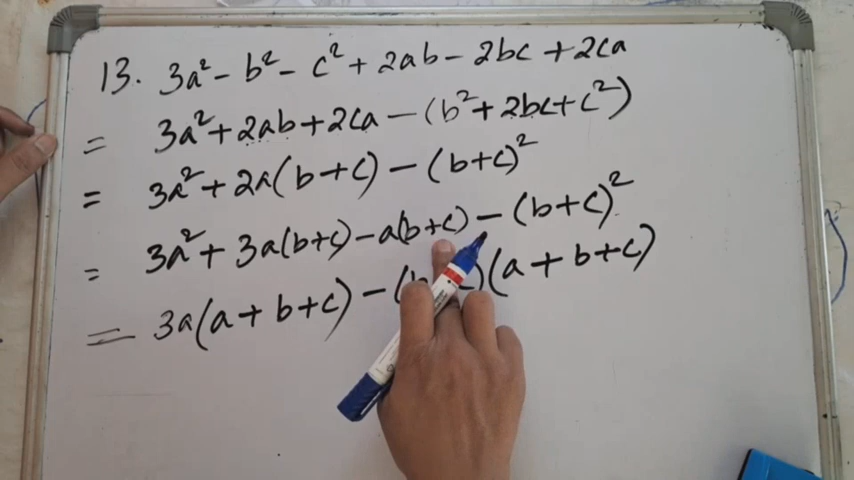 13. 3a² - b² - c² + 2ab - 2bc + 2ca
= 3a² + 2ab + 2ca - (b² + 2bc + c²)
= 3a² + 2a(b+c) - (b+c)²
= 3a² + 3a(b+c) - a(b+c) - (b+c)²
= 3a(a + b + c) - ( )(a + b + c)